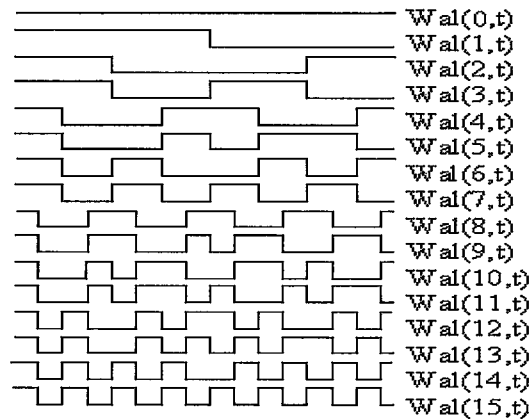 Wal(0,t)
Wal(1,t)
Wal(2,t)
Wal(3,t)
Wal(4,t)
Wal(5,t)
Wal(6,t)
Wal(7,t)
Wal(8,t)
Wal(9,t)
Wal(10,t)
Wal(11,t)
Wal(12,t)
Wal(13,t)
Wal(14,t)
Wal(15,t)